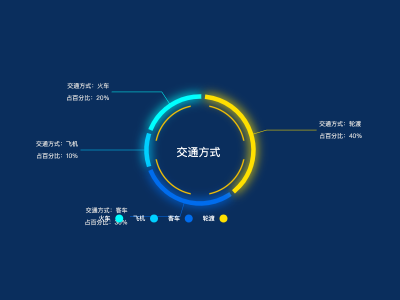 交通方式：火车
占百分比：20%
交通方式：轮渡
占百分比：40%
交通方式：飞机
占百分比：10%
交通方式
交通方式：客车
占百分比：30%
火车 飞机 客车 轮渡